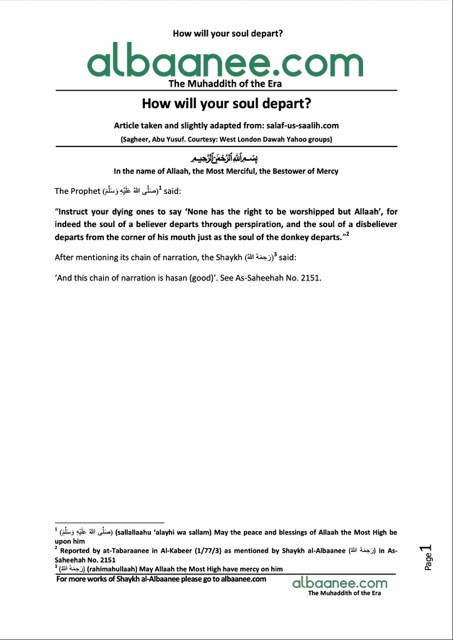 How will your soul depart?
albaanee.com
The Muhaddith of the Era
How will your soul depart?
Article taken and slightly adapted from: salaf-us-saalih.com
(Sagheer, Abu Yusuf. Courtesy: West London Dawah Yahoo groups)
بِسْمِ اللَّهِ الرَّحْمَٰنِ الرَّحِيمِ
In the name of Allaah, the Most Merciful, the Bestower of Mercy
The Prophet (صَلَّى اللهُ عَلَيْهِ وَسَلَّمَ)¹ said:
“Instruct your dying ones to say ‘None has the right to be worshipped but Allaah’, for
indeed the soul of a believer departs through perspiration, and the soul of a disbeliever
departs from the corner of his mouth just as the soul of the donkey departs.”²
After mentioning its chain of narration, the Shaykh (رَحِمَهُ اللهُ)³ said:
‘And this chain of narration is hasan (good)’. See As-Saheehah No. 2151.
¹ (صَلَّى اللهُ عَلَيْهِ وَسَلَّمَ) (sallallaahu ‘alayhi wa sallam) May the peace and blessings of Allaah the Most High be
upon him
² Reported by at-Tabaraanee in Al-Kabeer (1/77/3) as mentioned by Shaykh al-Albaanee (رَحِمَهُ اللهُ) in As-
Saheehah No. 2151
³ (رَحِمَهُ اللهُ) (rahimahullaah) May Allaah the Most High have mercy on him
For more works of Shaykh al-Albaanee please go to albaanee.com
albaanee.com
The Muhaddith of the Era
Page1